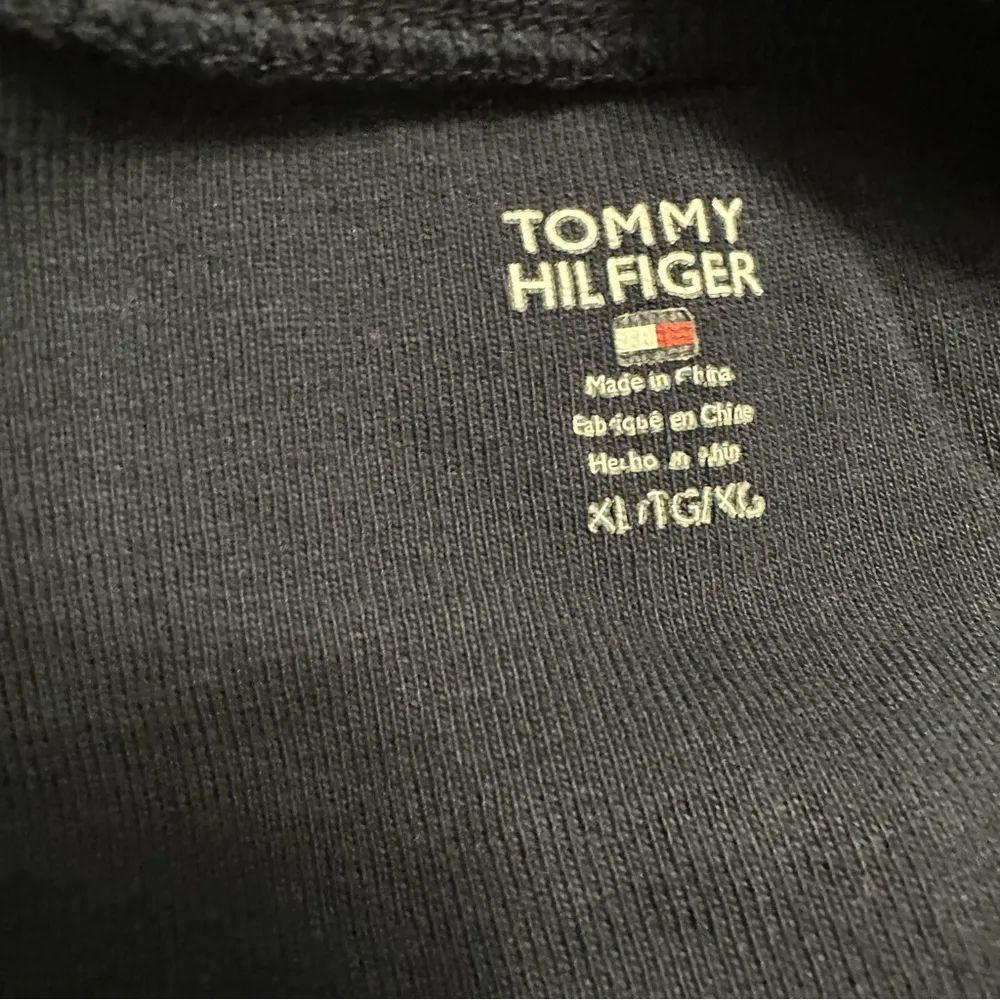 TOMMY
HILFIGER
Made in China
Fabriqué en Chine
Hecho
XL/TG/XG